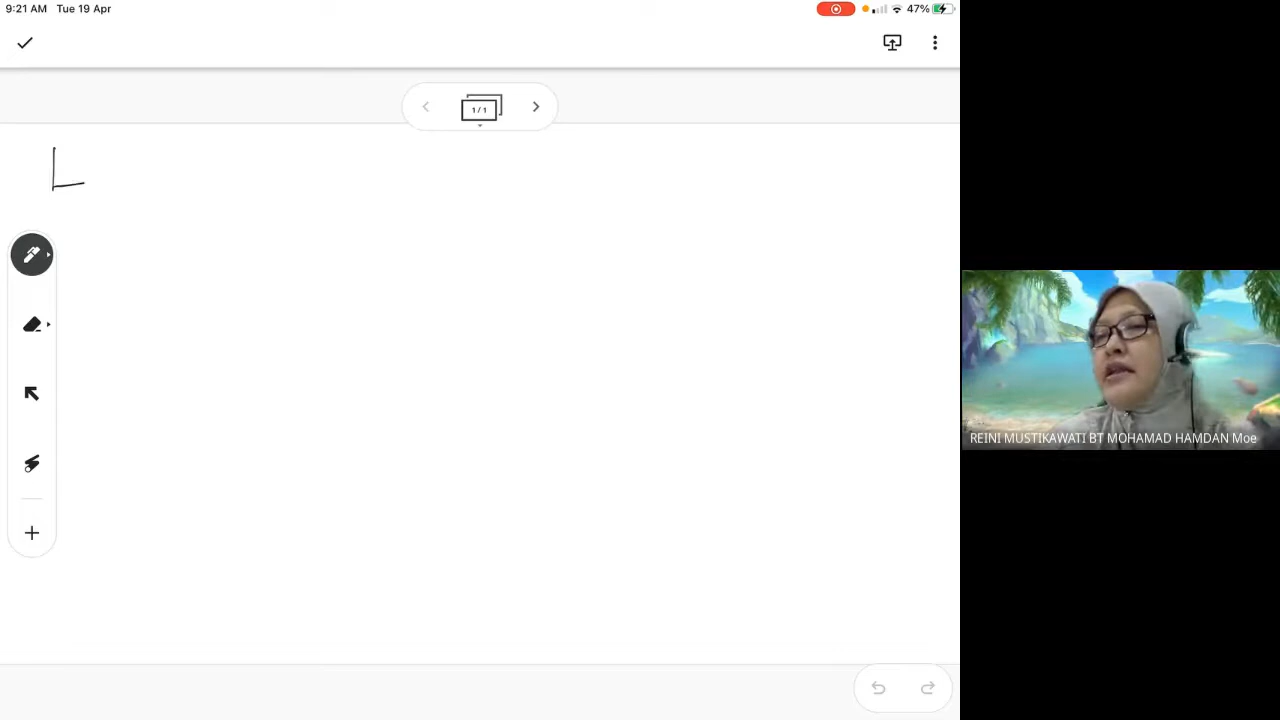 9:21 AM Tue 19 Apr
47%
1 / 1
L
REINI MUSTIKAWATI BT MOHAMAD HAMDAN Moe